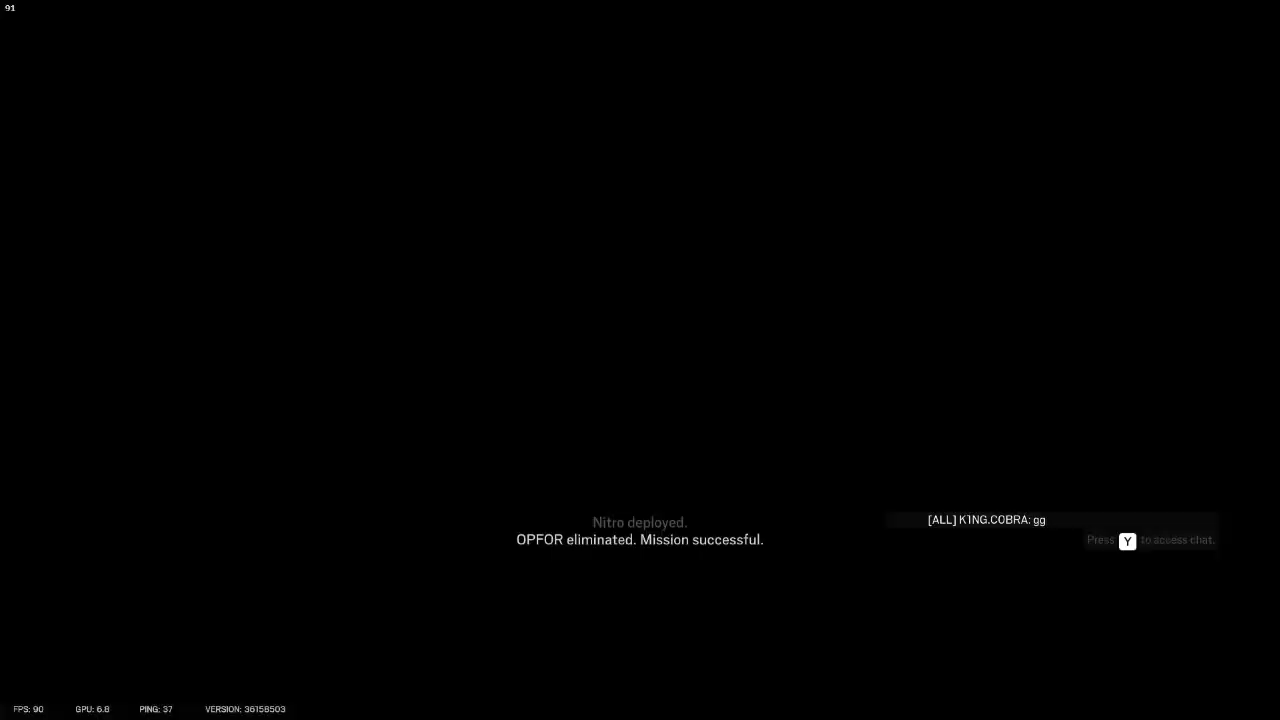 91
Nitro deployed.
OPFOR eliminated. Mission successful.
[ALL] K1NG.COBRA: gg
Press Y to access chat.
FPS: 90 GPU: 6.8 PING: 37 VERSION: 36158503